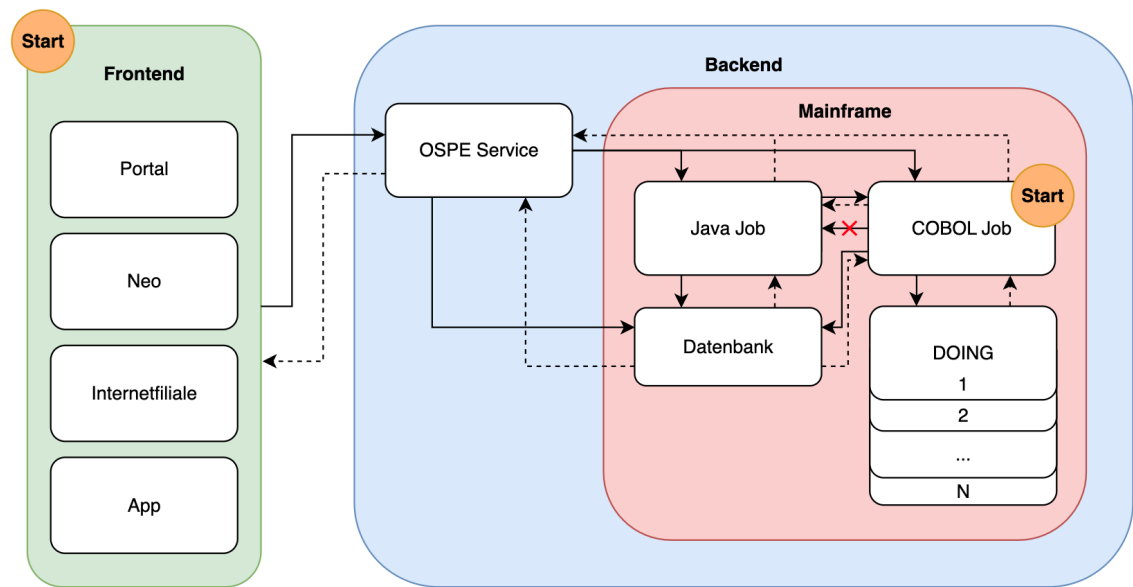 Start
Frontend
Portal
Neo
Internetfiliale
App
Backend
OSPE Service
Mainframe
Java Job
COBOL Job
Start
Datenbank
DOING
1
2
...
N